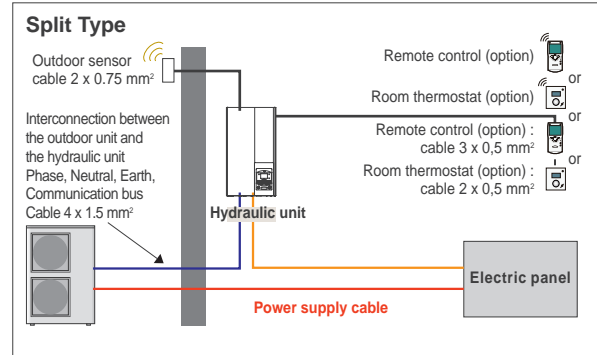 Split Type
Outdoor sensor
cable 2 x 0.75 mm²
Remote control (option)
or
Room thermostat (option)
or
Remote control (option) :
cable 3 x 0,5 mm²
or
Room thermostat (option) :
cable 2 x 0,5 mm²
Interconnection between
the outdoor unit and
the hydraulic unit
Phase, Neutral, Earth,
Communication bus
Cable 4 x 1.5 mm²
Hydraulic unit
Electric panel
Power supply cable